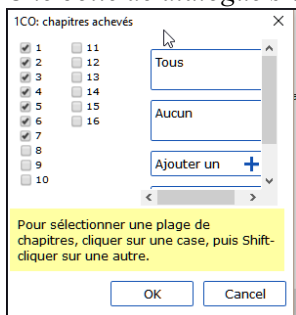 1CO: chapitres achevés
1 11
2 12 Tous
3 13
4 14
5 15 Aucun
6 16
7
8
9 Ajouter un +
10
Pour sélectionner une plage de
chapitres, cliquer sur une case, puis Shift-
cliquer sur une autre.
OK Cancel